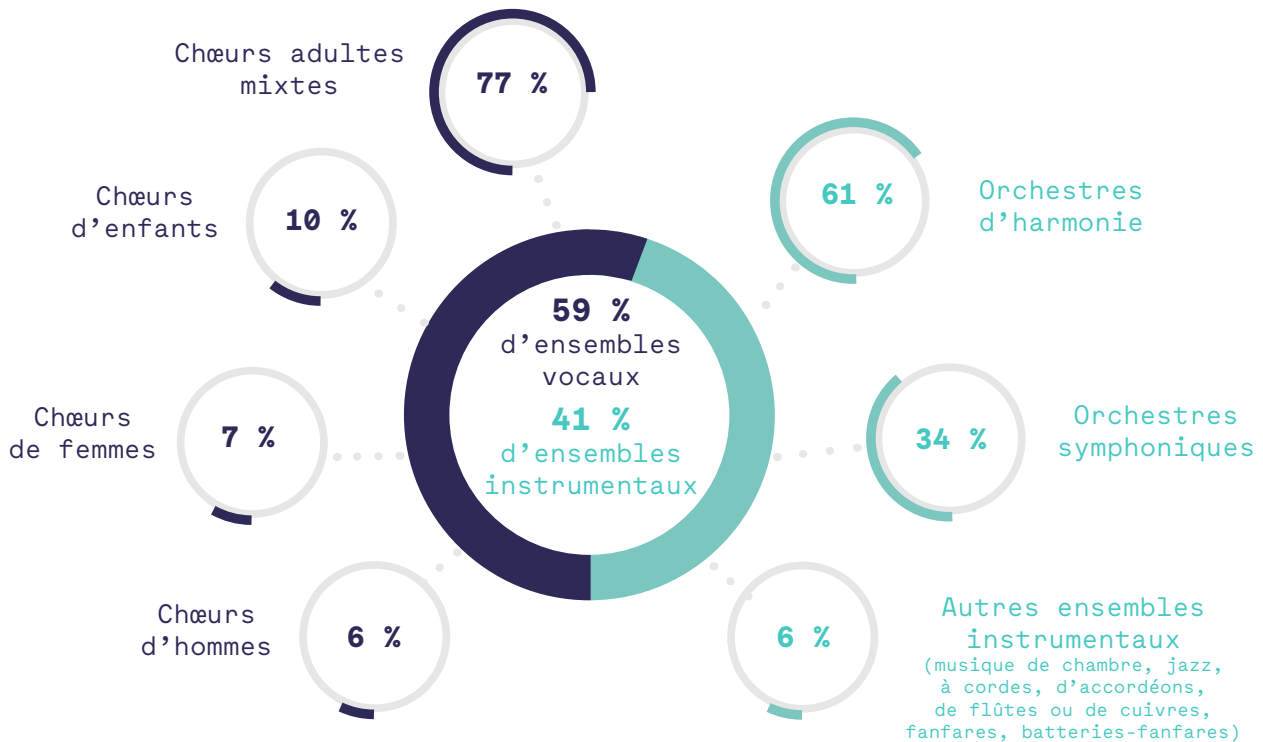 Chœurs adultes
mixtes
77 %
Chœurs
d’enfants
10 %
Chœurs
de femmes
7 %
Chœurs
d’hommes
6 %
59 %
d’ensembles
vocaux
41 %
d’ensembles
instrumentaux
61 %
Orchestres
d’harmonie
34 %
Orchestres
symphoniques
6 %
Autres ensembles
instrumentaux
(musique de chambre, jazz,
à cordes, d’accordéons,
de flûtes ou de cuivres,
fanfares, batteries-fanfares)